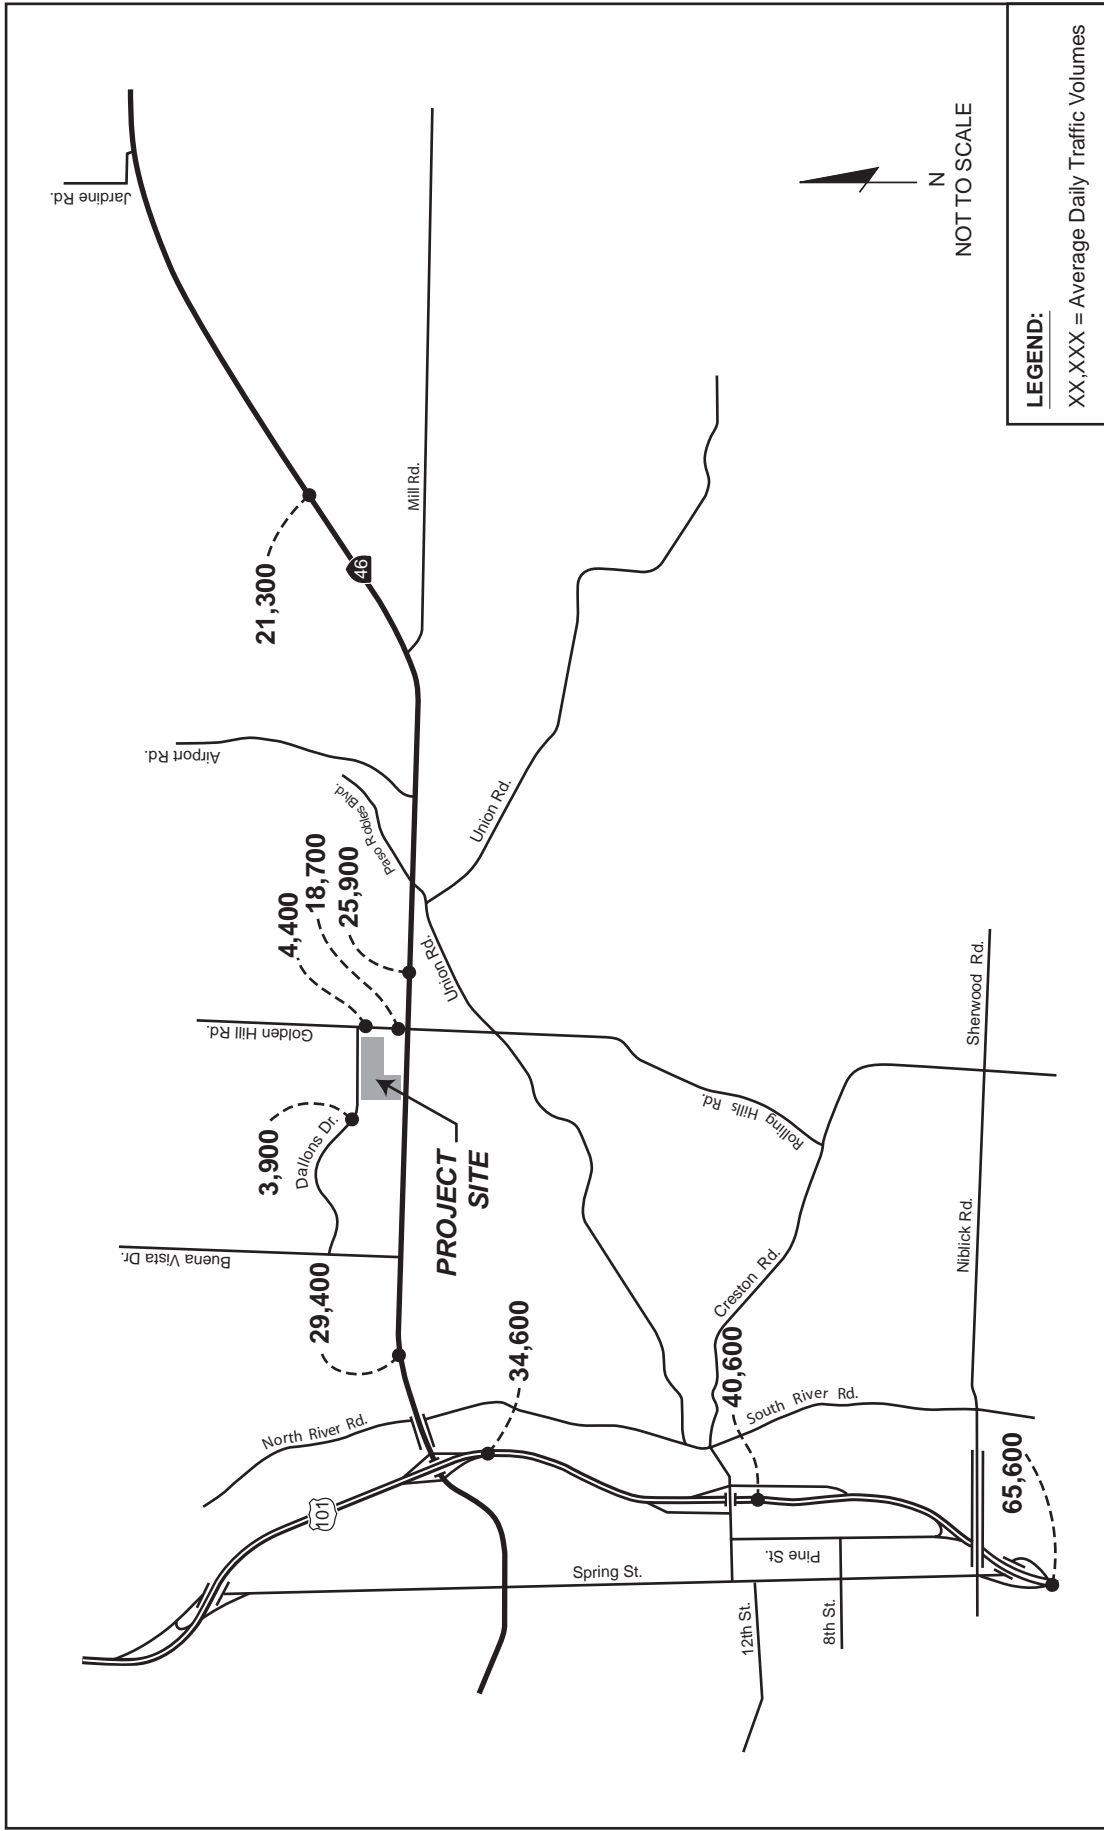 Jardine Rd.
21,300
46
Mill Rd.
Airport Rd.
Paso Robles Blvd.
Union Rd.
4,400
18,700
25,900
Union Rd.
Golden Hill Rd.
3,900
Dallons Dr.
PROJECT
SITE
Buena Vista Dr.
29,400
34,600
North River Rd.
101
Rolling Hills Rd.
Creston Rd.
40,600
South River Rd.
Sherwood Rd.
Niblick Rd.
65,600
Spring St.
Pine St.
12th St.
8th St.
N
NOT TO SCALE
LEGEND:
XX,XXX = Average Daily Traffic Volumes